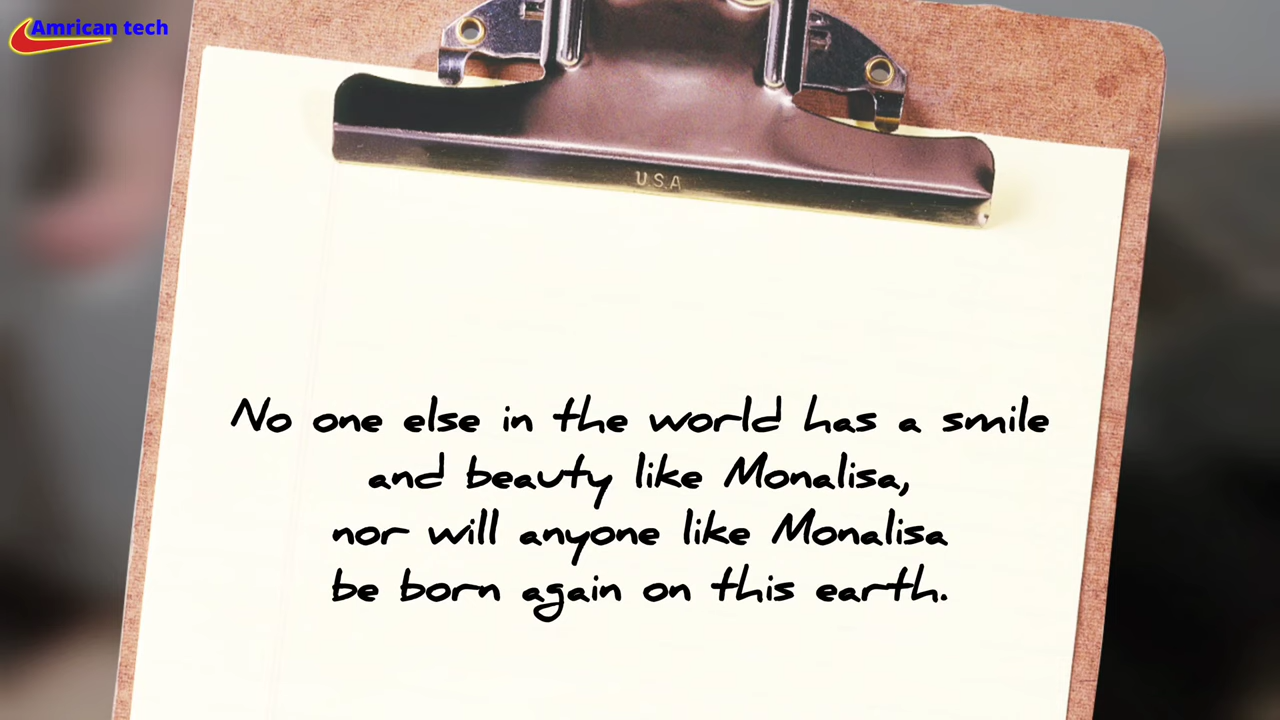 Amrican tech
U.S.A
No one else in the world has a smile
and beauty like Monalisa,
nor will anyone like Monalisa
be born again on this earth.